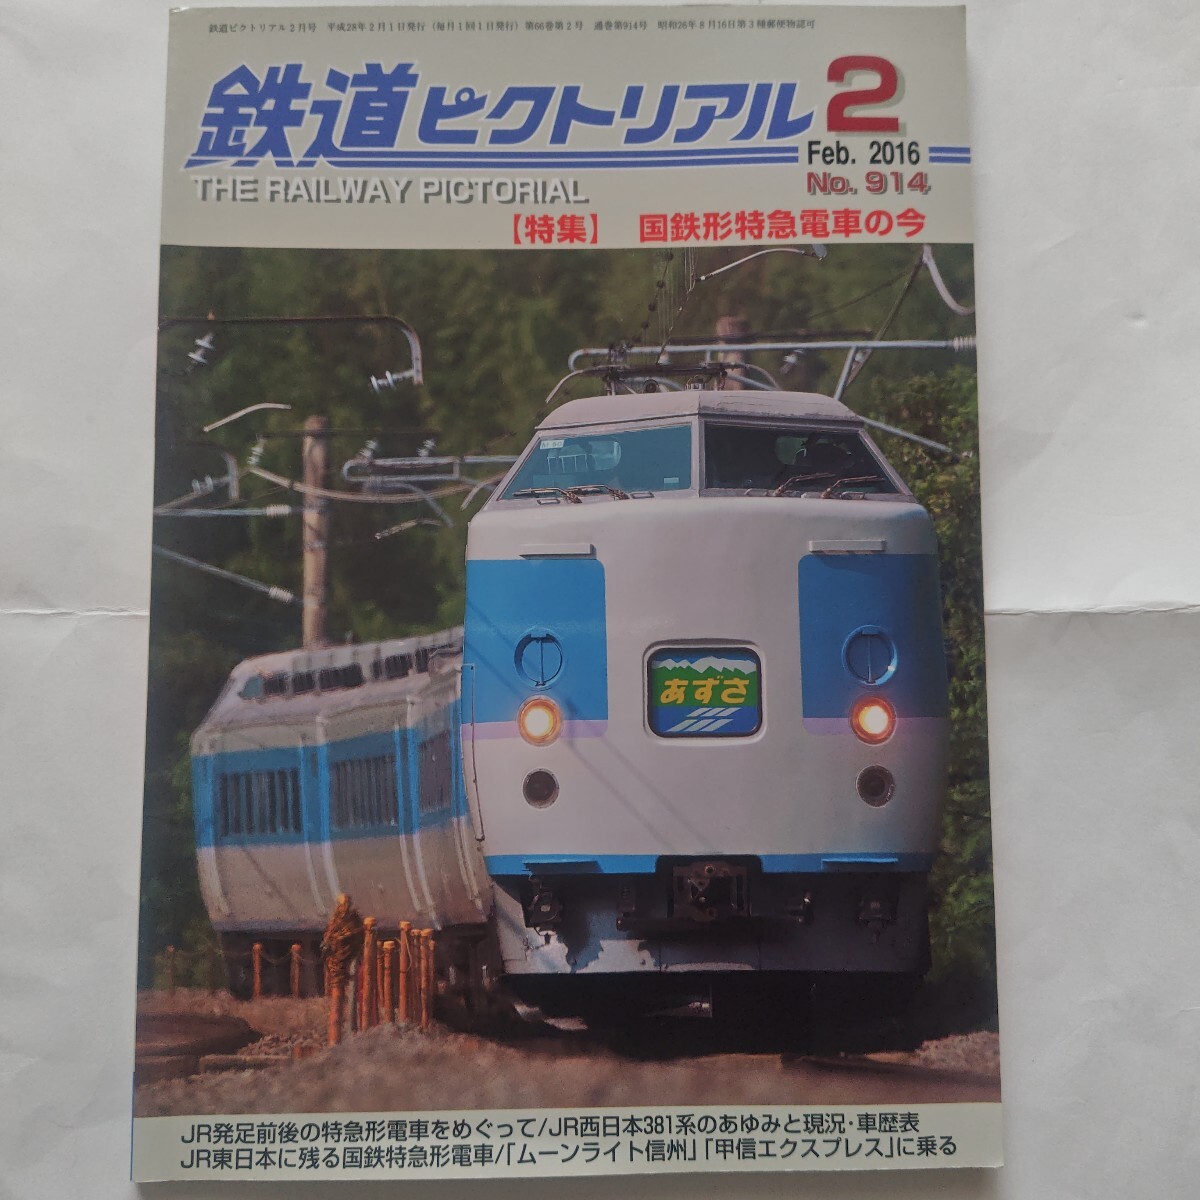 鉄道ピクトリアル2月号 平成28年2月1日発行(毎月1回1日発行)第66巻第2号 通巻第914号 昭和26年8月16日第3種郵便物認可
鉄道ピクトリアル 2
Feb. 2016
THE RAILWAY PICTORIAL No. 914
【特集】 国鉄形特急電車の今
あずさ
JR発足前後の特急形電車をめぐって/JR西日本381系のあゆみと現況・車歴表
JR東日本に残る国鉄特急形電車/「ムーンライト信州」「甲信エクスプレス」に乗る